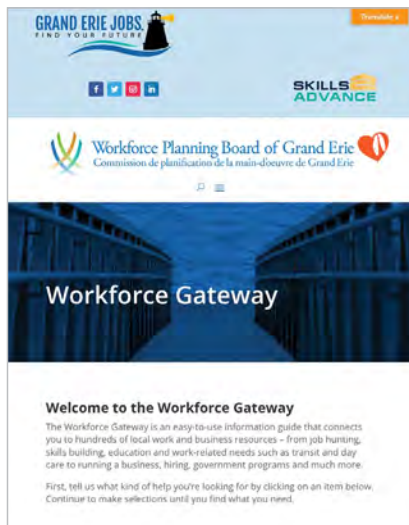 GRAND ERIE JOBS.
FIND YOUR FUTURE
Translate »
SKILLS
ADVANCE
Workforce Planning Board of Grand Erie
Commission de planification de la main-d'oeuvre de Grand Erie
Workforce Gateway
Welcome to the Workforce Gateway
The Workforce Gateway is an easy-to-use information guide that connects
you to hundreds of local work and business resources – from job hunting,
skills building, education and work-related needs such as transit and day
care to running a business, hiring, government programs and much more.
First, tell us what kind of help you're looking for by clicking on an item below.
Continue to make selections until you find what you need.